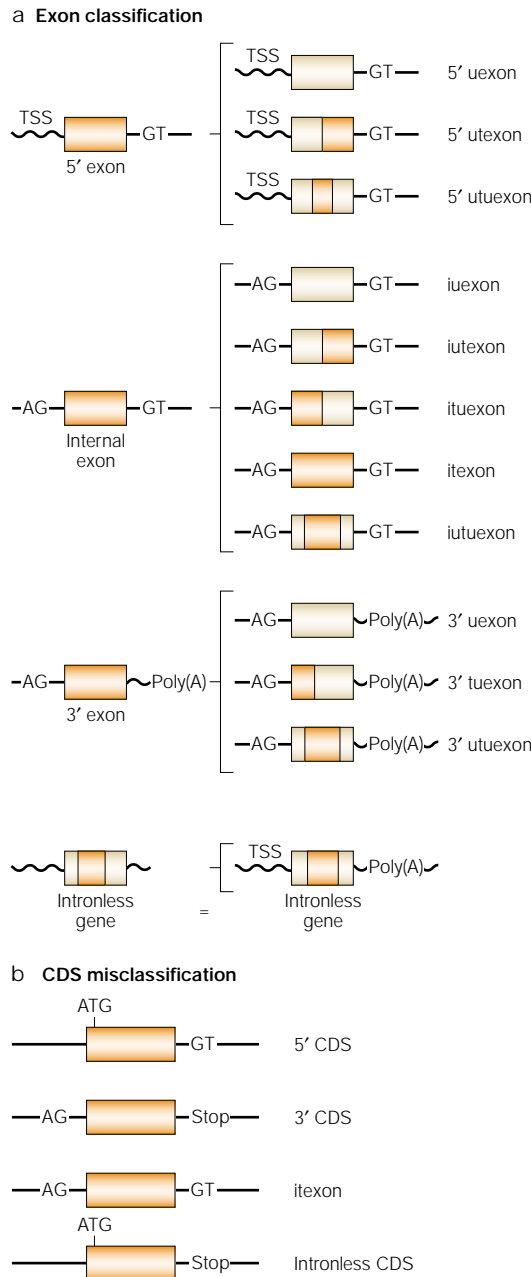 a Exon classification
TSS GT 5′ uexon
TSS GT
5′ exon
TSS GT 5′ utexon
TSS GT 5′ utuexon
AG GT iuexon
AG GT iutexon
AG GT
Internal
exon
AG GT ituexon
AG GT itexon
AG GT iutuexon
AG Poly(A) 3′ uexon
AG Poly(A)
3′ exon
AG Poly(A) 3′ tuexon
AG Poly(A) 3′ utuexon
Intronless
gene
=
TSS Poly(A)
Intronless
gene
b CDS misclassification
ATG
GT 5′ CDS
AG Stop 3′ CDS
AG GT itexon
ATG
Stop Intronless CDS